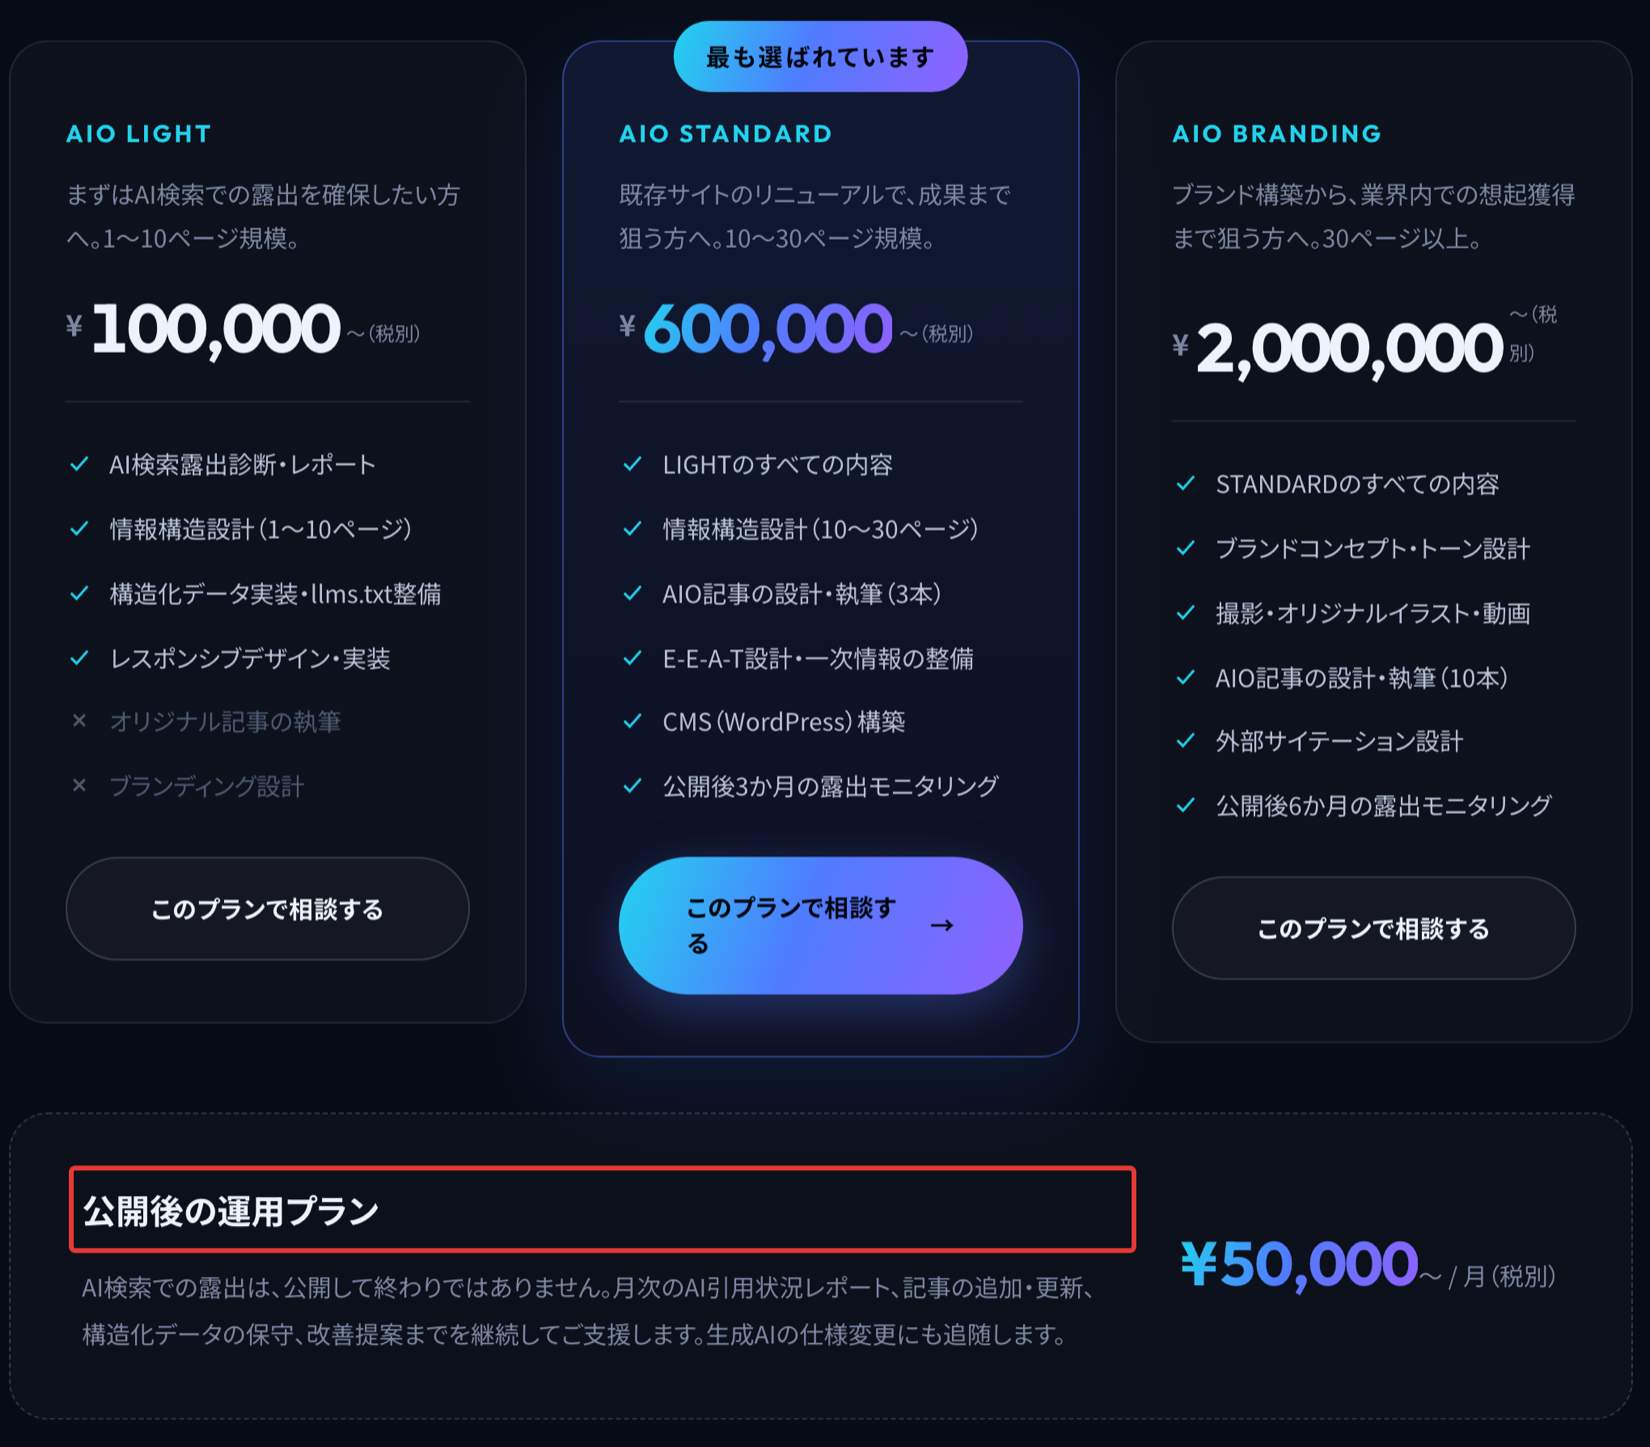 最も選ばれています
AIO LIGHT
まずはAI検索での露出を確保したい方
へ。1〜10ページ規模。
¥100,000 〜（税別）
✓ AI検索露出診断・レポート
✓ 情報構造設計（1〜10ページ）
✓ 構造化データ実装・llms.txt整備
✓ レスポンシブデザイン・実装
× オリジナル記事の執筆
× ブランディング設計
このプランで相談する
AIO STANDARD
既存サイトのリニューアルで、成果まで
狙う方へ。10〜30ページ規模。
¥600,000 〜（税別）
✓ LIGHTのすべての内容
✓ 情報構造設計（10〜30ページ）
✓ AIO記事の設計・執筆（3本）
✓ E-E-A-T設計・一次情報の整備
✓ CMS（WordPress）構築
✓ 公開後3か月の露出モニタリング
このプランで相談す
る →
AIO BRANDING
ブランド構築から、業界内での想起獲得
まで狙う方へ。30ページ以上。
¥2,000,000 〜（税
別）
✓ STANDARDのすべての内容
✓ ブランドコンセプト・トーン設計
✓ 撮影・オリジナルイラスト・動画
✓ AIO記事の設計・執筆（10本）
✓ 外部サイテーション設計
✓ 公開後6か月の露出モニタリング
このプランで相談する
公開後の運用プラン
AI検索での露出は、公開して終わりではありません。月次のAI引用状況レポート、記事の追加・更新、
構造化データの保守、改善提案までを継続してご支援します。生成AIの仕様変更にも追随します。
¥50,000〜 / 月（税別）